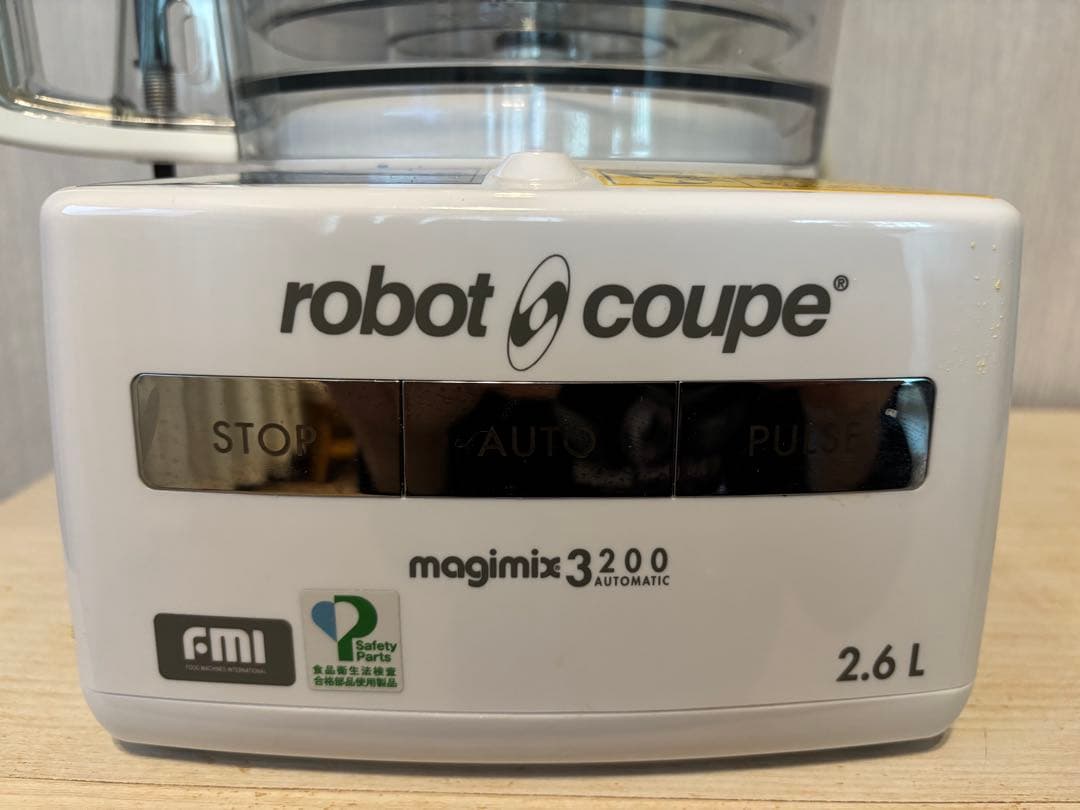 robot coupe®
STOP AUTO PULSE
magimix 3200
AUTOMATIC
FMI
FOOD MACHINES INTERNATIONAL
Safety
Parts
食品衛生法検査
合格部品使用製品
2.6 L